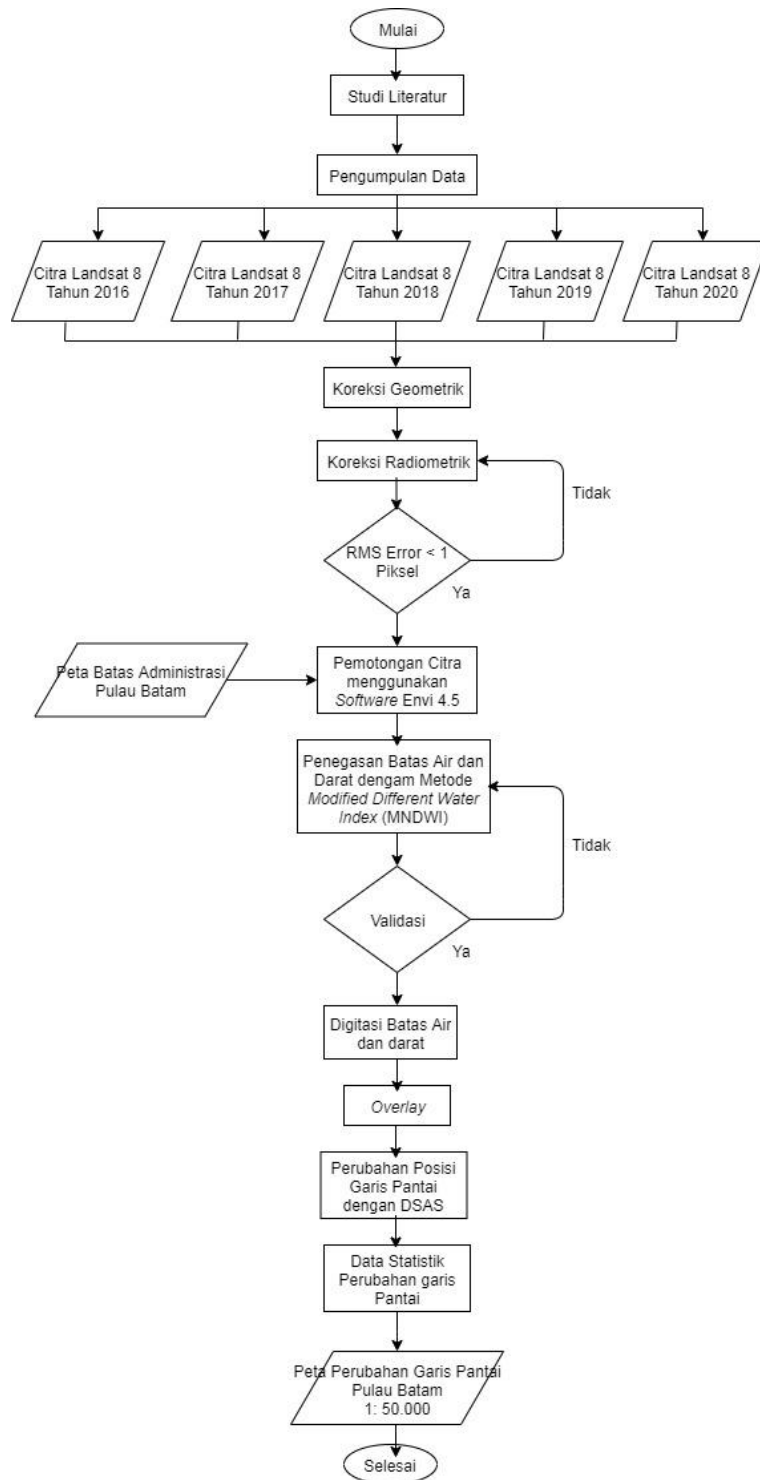 Mulai
Studi Literatur
Pengumpulan Data
Citra Landsat 8
Tahun 2016
Citra Landsat 8
Tahun 2017
Citra Landsat 8
Tahun 2018
Citra Landsat 8
Tahun 2019
Citra Landsat 8
Tahun 2020
Koreksi Geometrik
Koreksi Radiometrik
Tidak
RMS Error < 1
Piksel
Ya
Peta Batas Administrasi
Pulau Batam
Pemotongan Citra
menggunakan
Software Envi 4.5
Penegasan Batas Air dan
Darat dengam Metode
Modified Different Water
Index (MNDWI)
Tidak
Validasi
Ya
Digitasi Batas Air
dan darat
Overlay
Perubahan Posisi
Garis Pantai
dengan DSAS
Data Statistik
Perubahan garis
Pantai
Peta Perubahan Garis Pantai
Pulau Batam
1: 50.000
Selesai